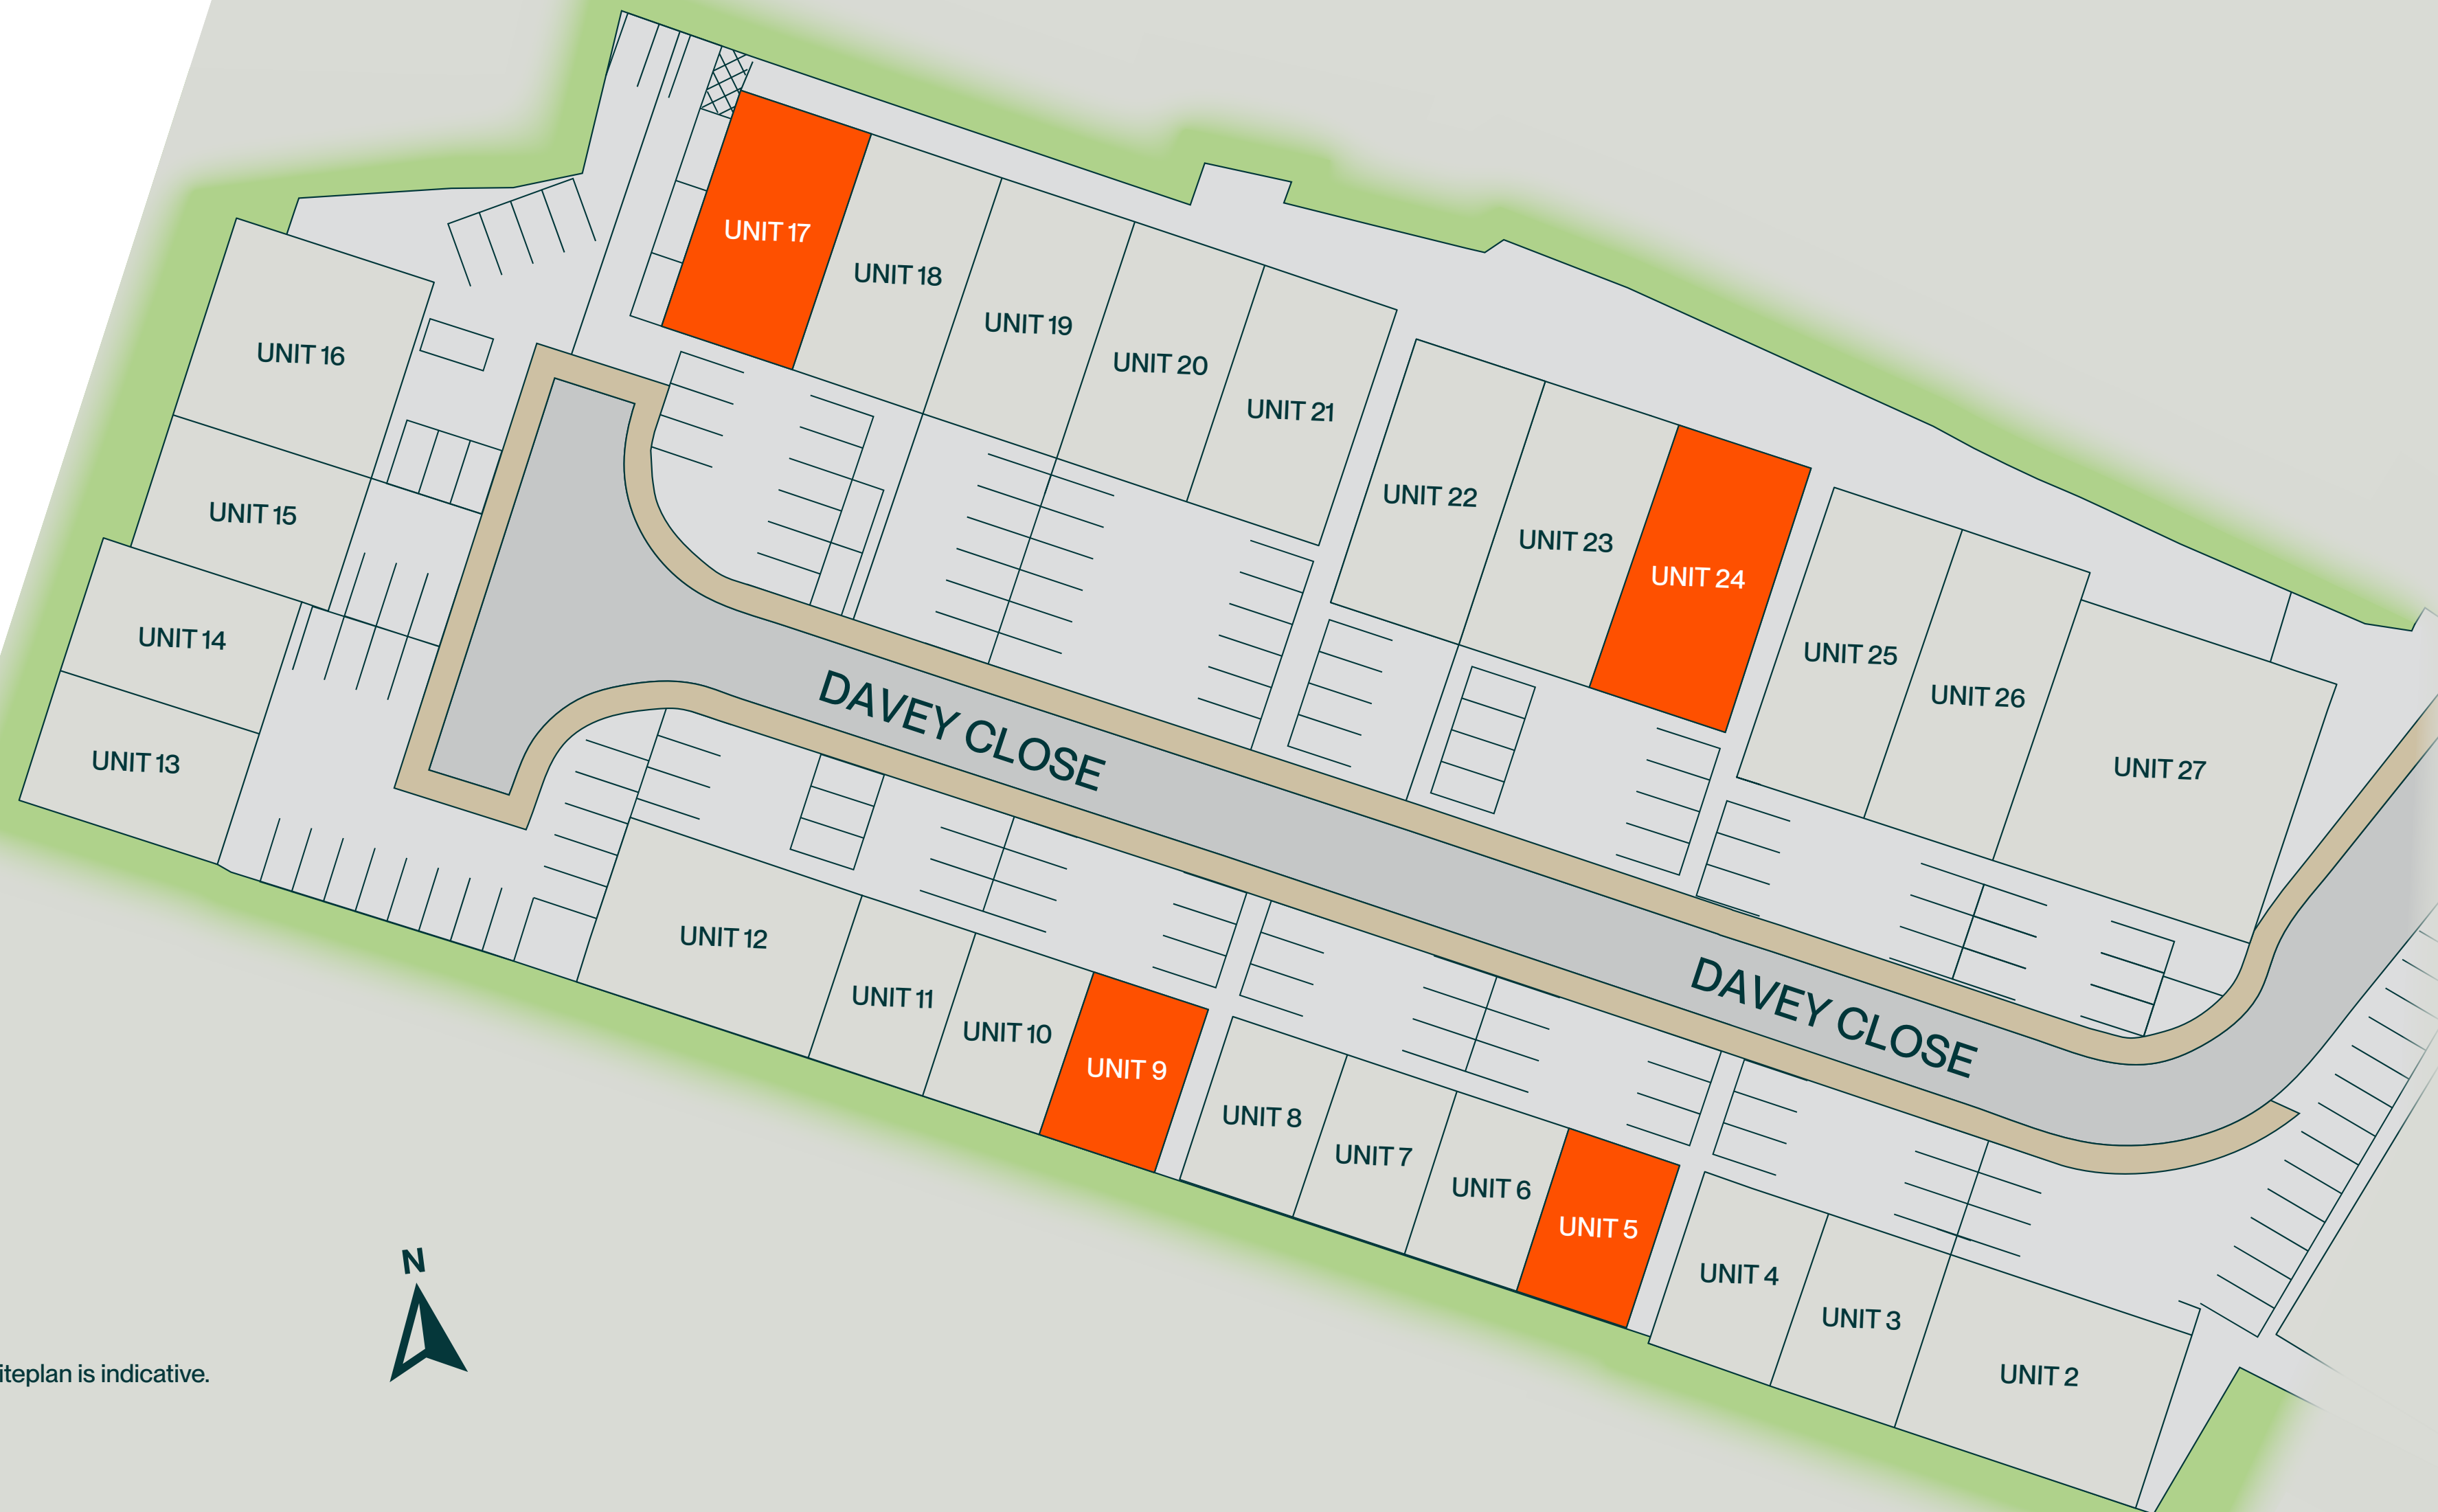 UNIT 17
UNIT 18
UNIT 19
UNIT 20
UNIT 21
UNIT 22
UNIT 23
UNIT 24
UNIT 25
UNIT 26
UNIT 27
UNIT 16
UNIT 15
UNIT 14
UNIT 13
DAVEY CLOSE
DAVEY CLOSE
UNIT 12
UNIT 11
UNIT 10
UNIT 9
UNIT 8
UNIT 7
UNIT 6
UNIT 5
UNIT 4
UNIT 3
UNIT 2
N
iteplan is indicative.